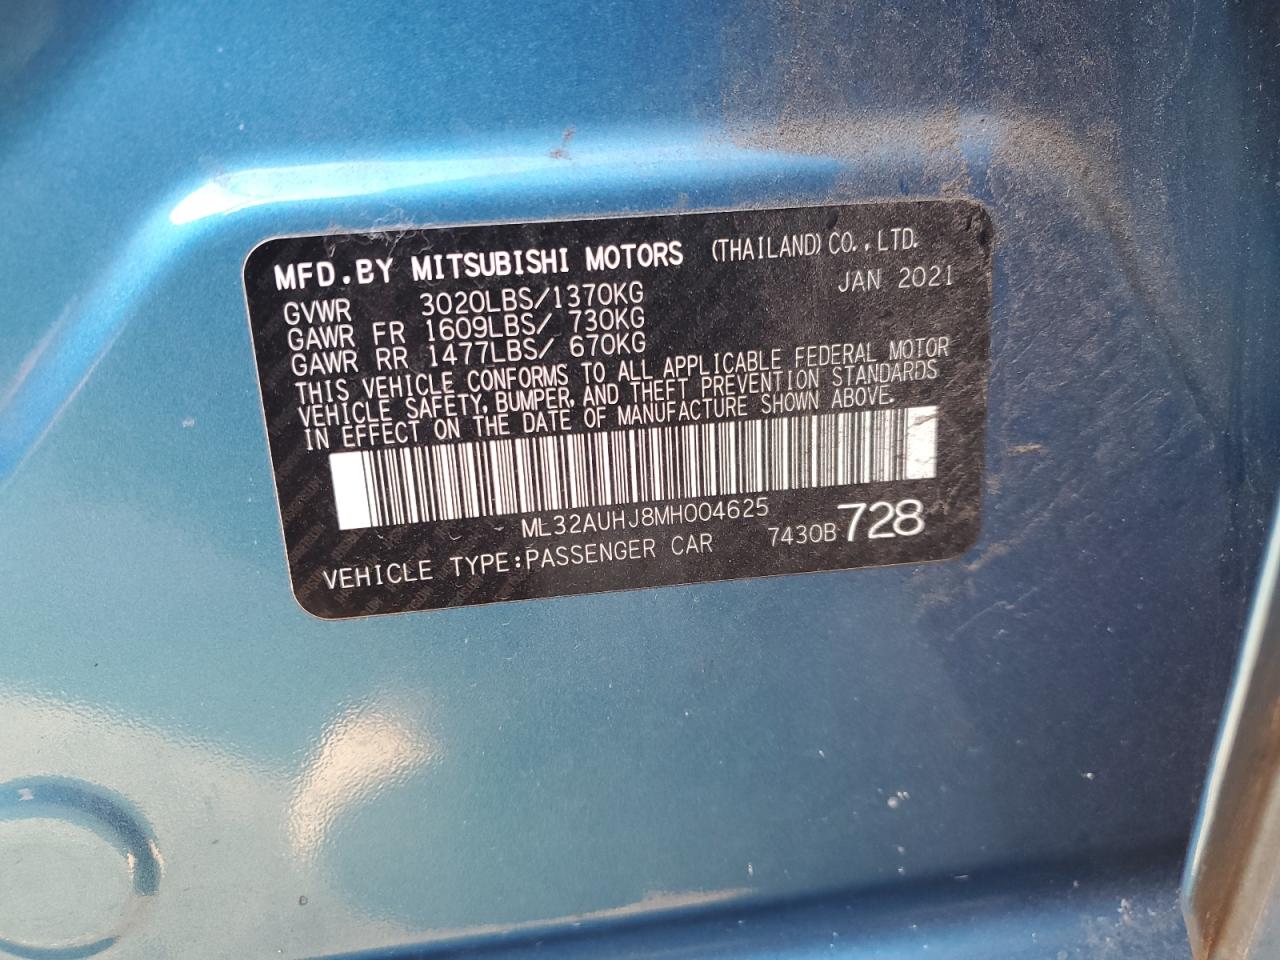 MFD.BY MITSUBISHI MOTORS (THAILAND) CO.,LTD.
JAN 2021
GVWR 3020LBS/1370KG
GAWR FR 1609LBS/ 730KG
GAWR RR 1477LBS/ 670KG
THIS VEHICLE CONFORMS TO ALL APPLICABLE FEDERAL MOTOR
VEHICLE SAFETY, BUMPER, AND THEFT PREVENTION STANDARDS
IN EFFECT ON THE DATE OF MANUFACTURE SHOWN ABOVE.
ML32AUHJ8MH004625
VEHICLE TYPE:PASSENGER CAR 7430B 728